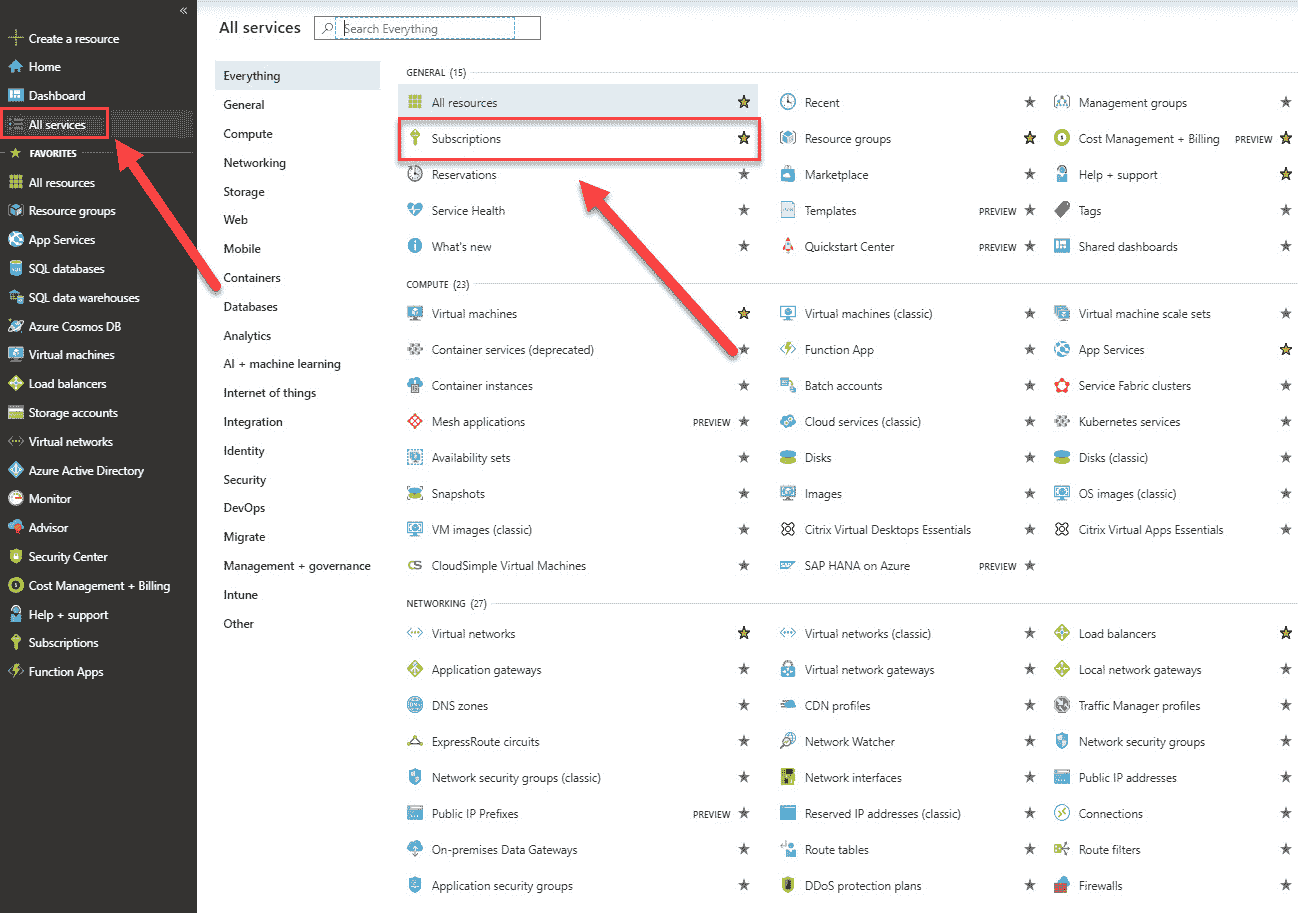 «
Create a resource
Home
Dashboard
All services
FAVORITES
All resources
Resource groups
App Services
SQL databases
SQL data warehouses
Azure Cosmos DB
Virtual machines
Load balancers
Storage accounts
Virtual networks
Azure Active Directory
Monitor
Advisor
Security Center
Cost Management + Billing
Help + support
Subscriptions
Function Apps
All services
Search Everything
Everything
General
Compute
Networking
Storage
Web
Mobile
Containers
Databases
Analytics
AI + machine learning
Internet of things
Integration
Identity
Security
DevOps
Migrate
Management + governance
Intune
Other
GENERAL (15)
All resources Recent Management groups
Subscriptions Resource groups Cost Management + Billing PREVIEW
Reservations Marketplace Help + support
Service Health Templates PREVIEW Tags
What's new Quickstart Center PREVIEW Shared dashboards
COMPUTE (23)
Virtual machines Virtual machines (classic) Virtual machine scale sets
Container services (deprecated) Function App App Services
Container instances Batch accounts Service Fabric clusters
Mesh applications PREVIEW Cloud services (classic) Kubernetes services
Availability sets Disks Disks (classic)
Snapshots Images OS images (classic)
VM images (classic) Citrix Virtual Desktops Essentials Citrix Virtual Apps Essentials
CS CloudSimple Virtual Machines SAP HANA on Azure PREVIEW
NETWORKING (27)
Virtual networks Virtual networks (classic) Load balancers
Application gateways Virtual network gateways Local network gateways
DNS zones CDN profiles Traffic Manager profiles
ExpressRoute circuits Network Watcher Network security groups
Network security groups (classic) Network interfaces Public IP addresses
Public IP Prefixes PREVIEW Reserved IP addresses (classic) Connections
On-premises Data Gateways Route tables Route filters
Application security groups DDoS protection plans Firewalls